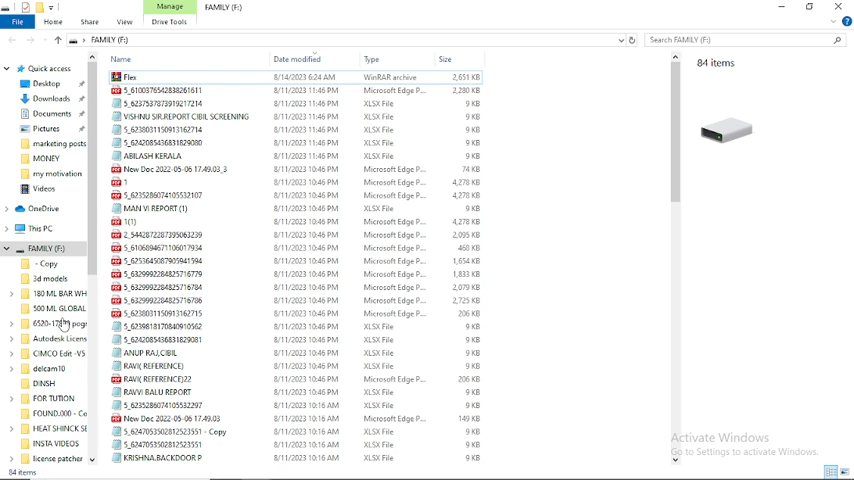 Manage FAMILY (F:)
File Home Share View Drive Tools
FAMILY (F:) Search FAMILY (F:)
Name Date modified Type Size
84 items
Quick access
Desktop
Downloads
Documents
Pictures
marketing posts
MONEY
my motivation
Videos
OneDrive
This PC
FAMILY (F:)
- Copy
3d models
180 ML BAR WH
500 ML GLOBAL
Autodesk Licens
CIMCO Edit -V5
delcam10
DINSH
FOR TUTION
FOUND.000 - Co
HEAT SHINCK SE
INSTA VIDEOS
license patcher
Flex 8/14/2023 6:24 AM WinRAR archive 2,651 KB
5_6100376542838261611 8/11/2023 11:46 PM Microsoft Edge P... 2,280 KB
5_6237537873919217214 8/11/2023 11:46 PM XLSX File 9 KB
VISHNU SIR.REPORT CIBIL SCREENING 8/11/2023 11:46 PM XLSX File 9 KB
5_6238031150913162714 8/11/2023 11:46 PM XLSX File 9 KB
5_6242085436831829080 8/11/2023 11:46 PM XLSX File 9 KB
ABILASH KERALA 8/11/2023 11:46 PM XLSX File 9 KB
New Doc 2022-05-06 17.49.03_3 8/11/2023 10:46 PM Microsoft Edge P... 74 KB
1 8/11/2023 10:46 PM Microsoft Edge P... 4,278 KB
5_6235286074105532107 8/11/2023 10:46 PM Microsoft Edge P... 4,278 KB
MAN VI REPORT (1) 8/11/2023 10:46 PM XLSX File 9 KB
1(1) 8/11/2023 10:46 PM Microsoft Edge P... 4,278 KB
2_5442872287395063239 8/11/2023 10:46 PM Microsoft Edge P... 2,095 KB
5_6106894671106017934 8/11/2023 10:46 PM Microsoft Edge P... 468 KB
5_6253645087905941594 8/11/2023 10:46 PM Microsoft Edge P... 1,654 KB
5_6329992284825716779 8/11/2023 10:46 PM Microsoft Edge P... 1,833 KB
5_6329992284825716784 8/11/2023 10:46 PM Microsoft Edge P... 2,079 KB
5_6329992284825716786 8/11/2023 10:46 PM Microsoft Edge P... 2,725 KB
5_6238031150913162715 8/11/2023 10:46 PM Microsoft Edge P... 206 KB
5_6239818170840910562 8/11/2023 10:46 PM XLSX File 9 KB
5_6242085436831829081 8/11/2023 10:46 PM XLSX File 9 KB
ANUP RAJ,CIBIL 8/11/2023 10:46 PM XLSX File 9 KB
RAVI( REFERENCE) 8/11/2023 10:46 PM XLSX File 9 KB
RAVI( REFERENCE)22 8/11/2023 10:46 PM Microsoft Edge P... 206 KB
RAVVI BALU REPORT 8/11/2023 10:46 PM XLSX File 9 KB
5_6235286074105532297 8/11/2023 10:16 AM XLSX File 9 KB
New Doc 2022-05-06 17.49.03 8/11/2023 10:16 AM Microsoft Edge P... 149 KB
5_6247053502812523551 - Copy 8/11/2023 10:16 AM XLSX File 9 KB
5_6247053502812523551 8/11/2023 10:16 AM XLSX File 9 KB
KRISHNA.BACKDOOR P 8/11/2023 10:16 AM XLSX File 9 KB
Activate Windows
Go to Settings to activate Windows.
84 items